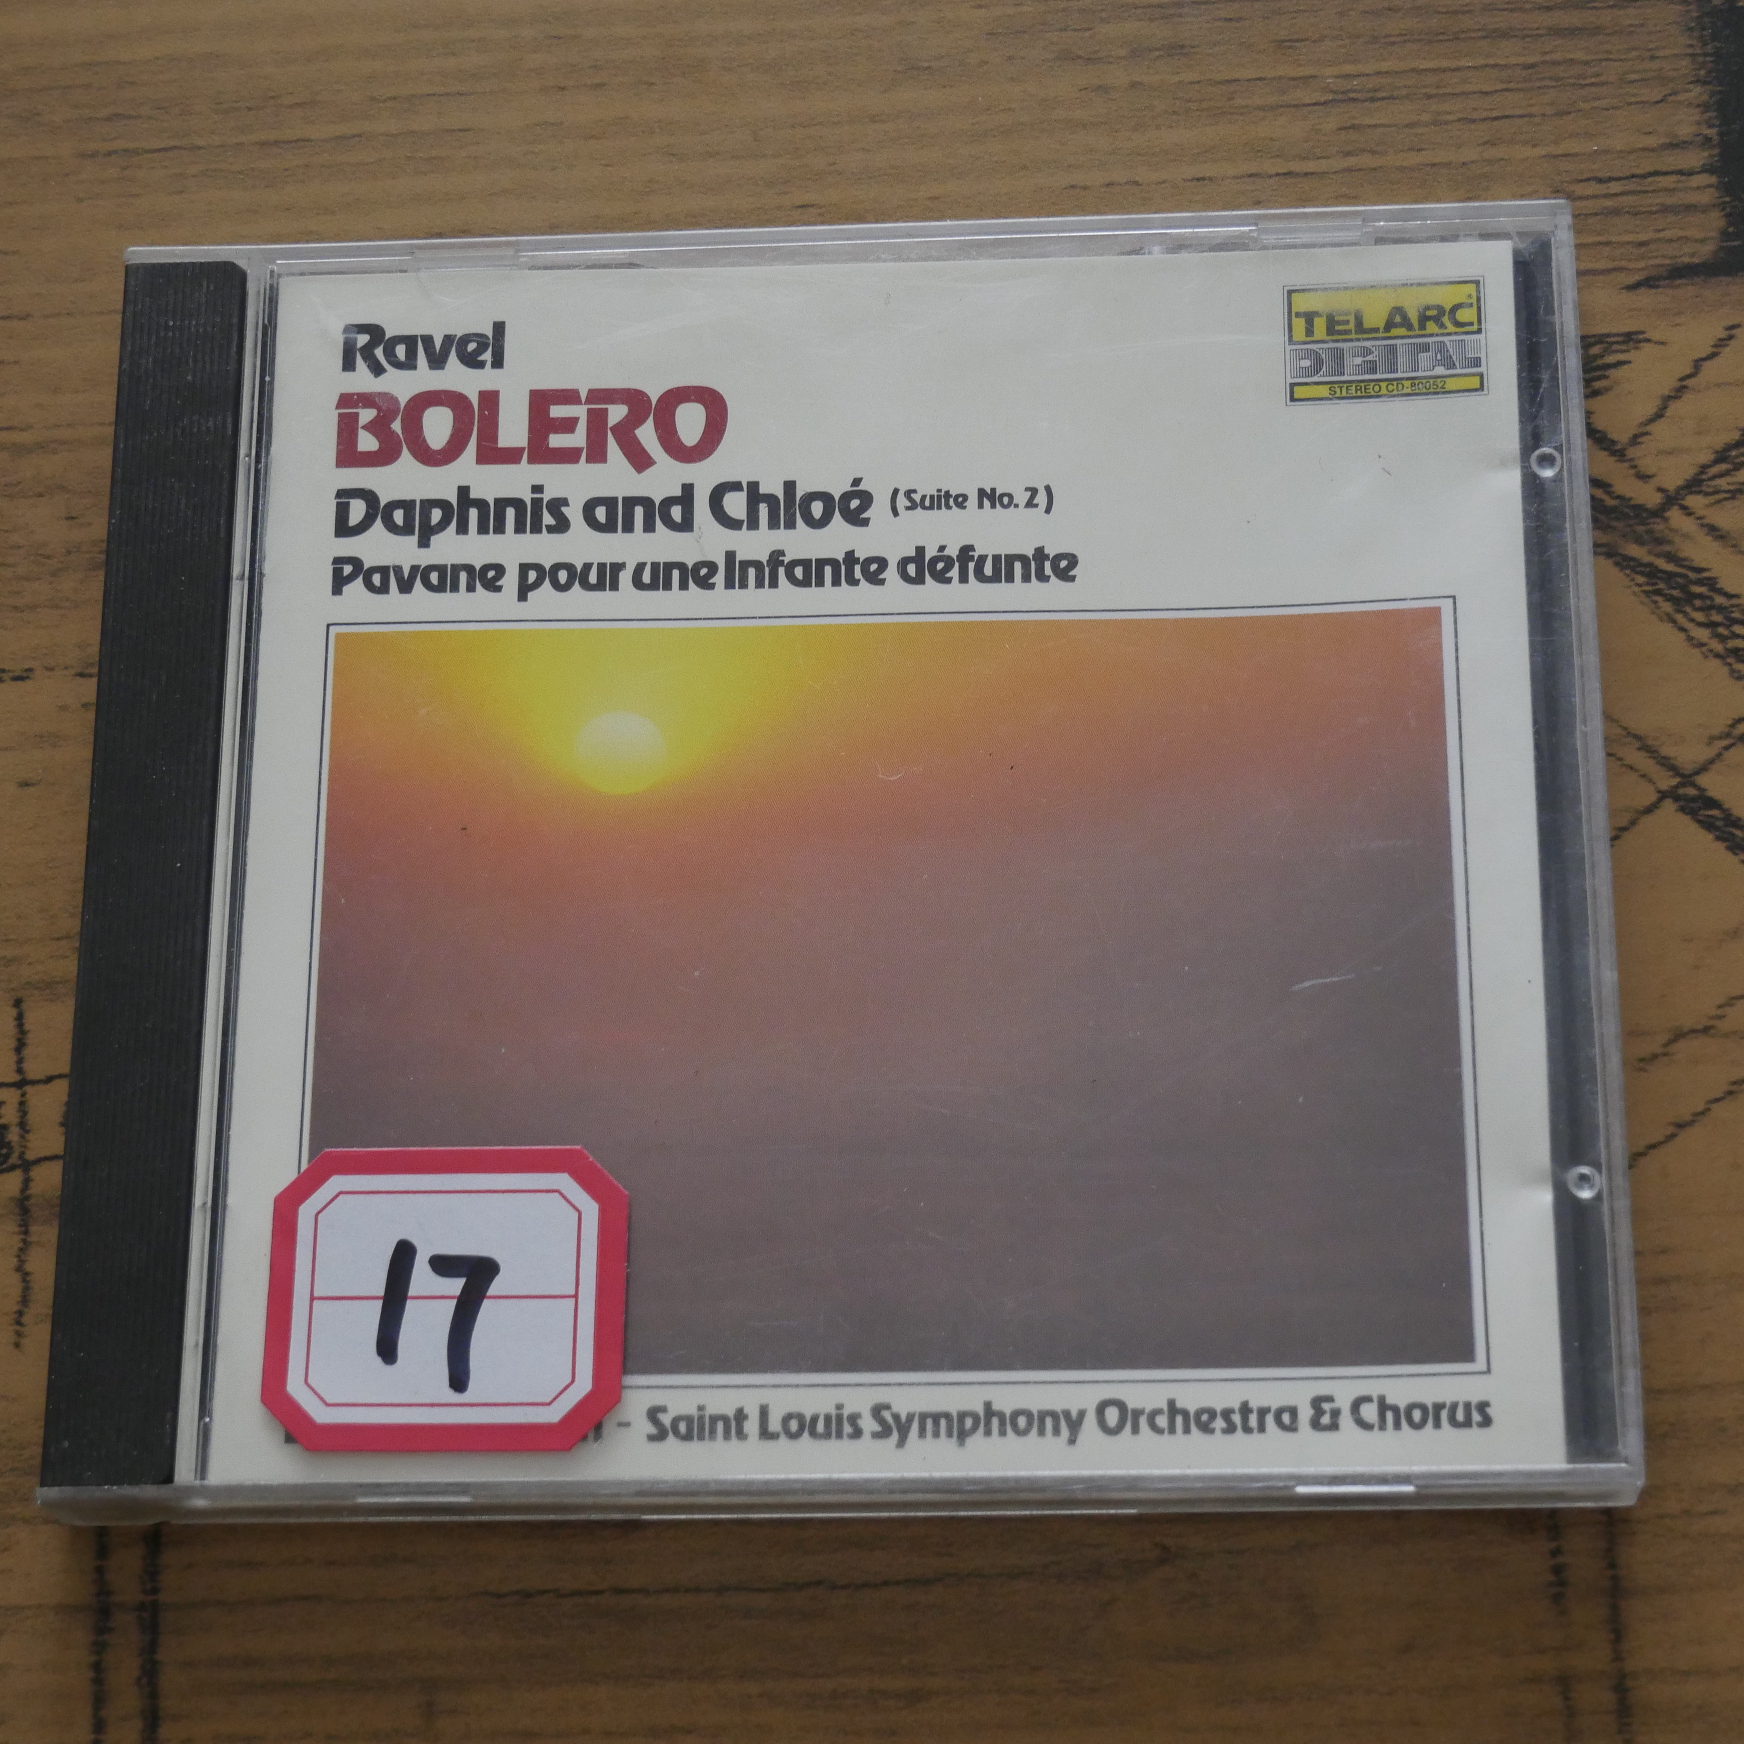 Ravel
BOLERO
Daphnis and Chloé (Suite No. 2)
Pavane pour une Infante défunte
TELARC®
DIGITAL
STEREO CD-80052
17
- Saint Louis Symphony Orchestra & Chorus